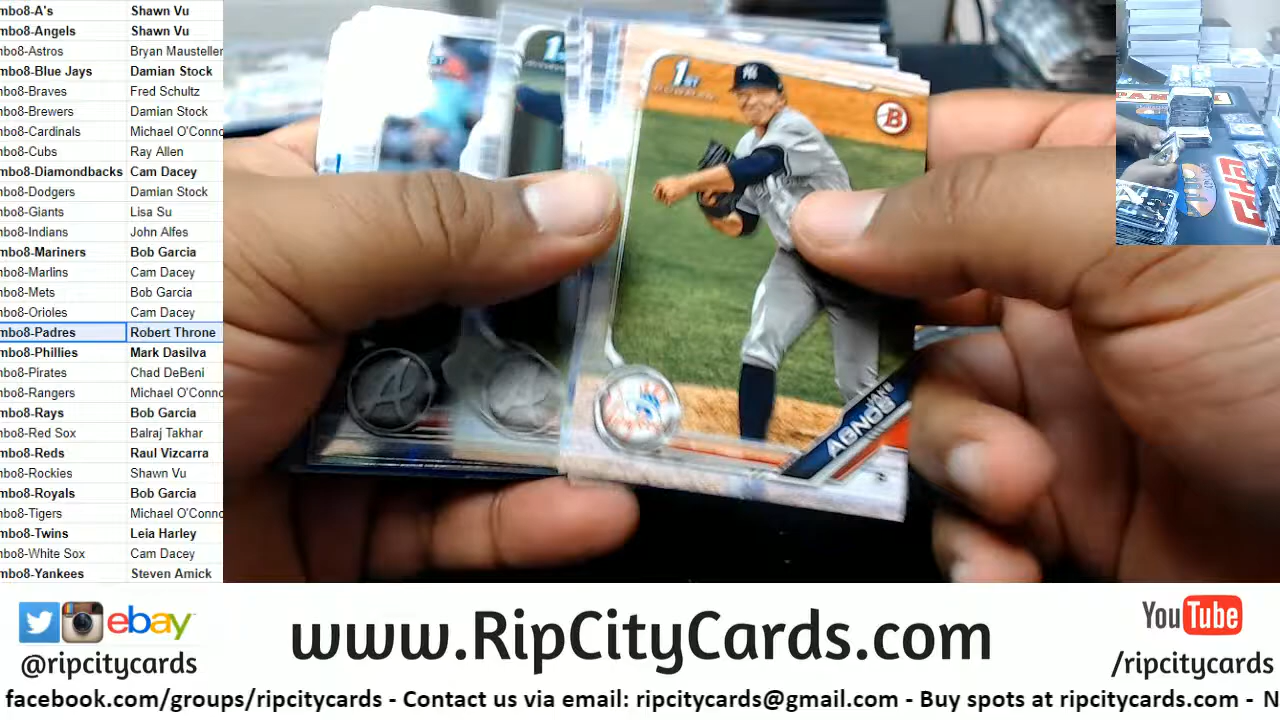 mbo8-A's Shawn Vu
mbo8-Angels Shawn Vu
mbo8-Astros Bryan Mausteller
mbo8-Blue Jays Damian Stock
mbo8-Braves Fred Schultz
mbo8-Brewers Damian Stock
mbo8-Cardinals Michael O'Conno
mbo8-Cubs Ray Allen
mbo8-Diamondbacks Cam Dacey
mbo8-Dodgers Damian Stock
mbo8-Giants Lisa Su
mbo8-Indians John Alfes
mbo8-Mariners Bob Garcia
mbo8-Marlins Cam Dacey
mbo8-Mets Bob Garcia
mbo8-Orioles Cam Dacey
mbo8-Padres Robert Throne
mbo8-Phillies Mark Dasilva
mbo8-Pirates Chad DeBeni
mbo8-Rangers Michael O'Conno
mbo8-Rays Bob Garcia
mbo8-Red Sox Balraj Takhar
mbo8-Reds Raul Vizcarra
mbo8-Rockies Shawn Vu
mbo8-Royals Bob Garcia
mbo8-Tigers Michael O'Conno
mbo8-Twins Leia Harley
mbo8-White Sox Cam Dacey
mbo8-Yankees Steven Amick
1ST
BOWMAN
B
NY
AGNOS
ebay
@ripcitycards
www.RipCityCards.com
YouTube
/ripcitycards
facebook.com/groups/ripcitycards - Contact us via email: ripcitycards@gmail.com - Buy spots at ripcitycards.com - N